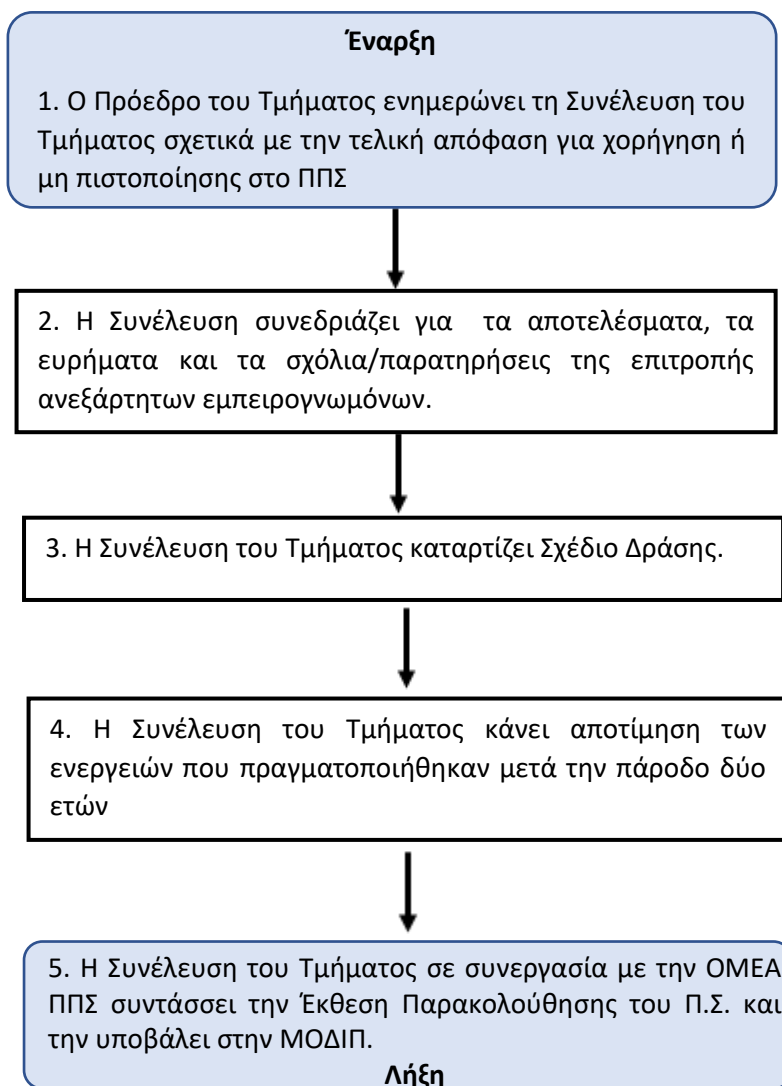 Έναρξη
1. Ο Πρόεδρο του Τμήματος ενημερώνει τη Συνέλευση του
Τμήματος σχετικά με την τελική απόφαση για χορήγηση ή
μη πιστοποίησης στο ΠΠΣ
2. Η Συνέλευση συνεδριάζει για τα αποτελέσματα, τα
ευρήματα και τα σχόλια/παρατηρήσεις της επιτροπής
ανεξάρτητων εμπειρογνωμόνων.
3. Η Συνέλευση του Τμήματος καταρτίζει Σχέδιο Δράσης.
4. Η Συνέλευση του Τμήματος κάνει αποτίμηση των
ενεργειών που πραγματοποιήθηκαν μετά την πάροδο δύο
ετών
5. Η Συνέλευση του Τμήματος σε συνεργασία με την ΟΜΕΑ
ΠΠΣ συντάσσει την Έκθεση Παρακολούθησης του Π.Σ. και
την υποβάλει στην ΜΟΔΙΠ.
Λήξη